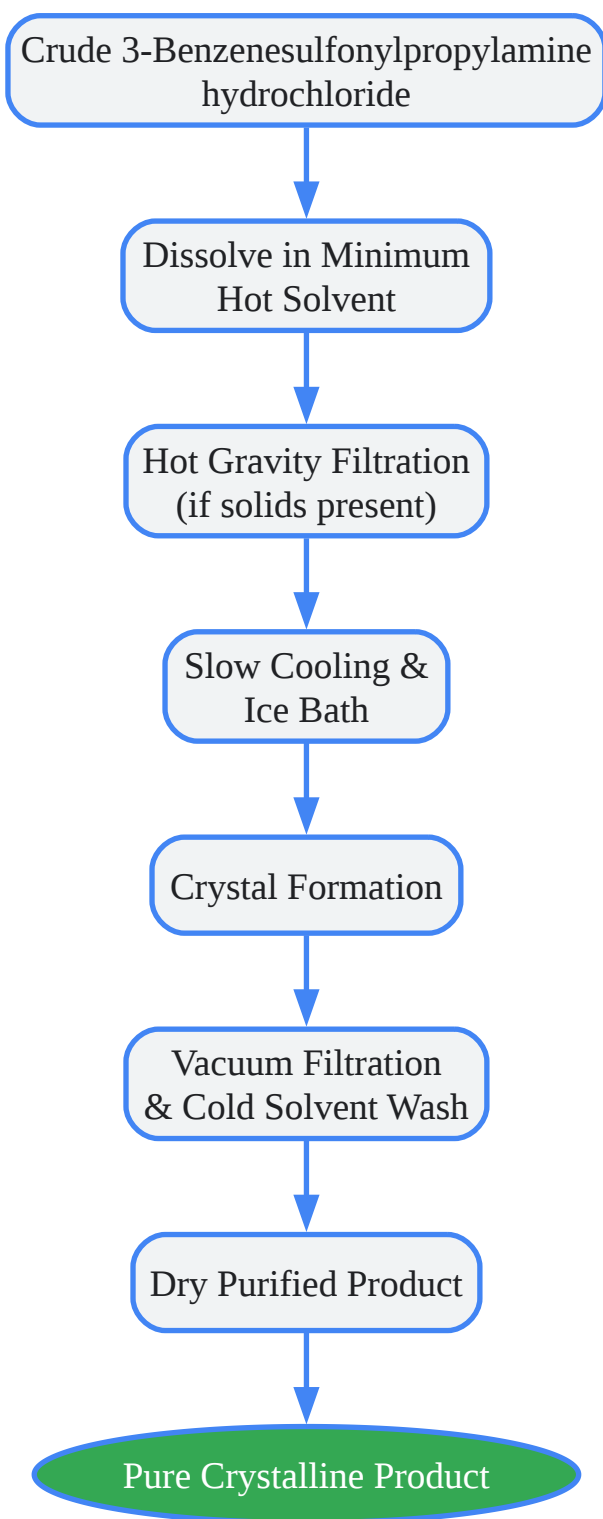 Crude 3-Benzenesulfonylpropylamine
hydrochloride
Dissolve in Minimum
Hot Solvent
Hot Gravity Filtration
(if solids present)
Slow Cooling &
Ice Bath
Crystal Formation
Vacuum Filtration
& Cold Solvent Wash
Dry Purified Product
Pure Crystalline Product